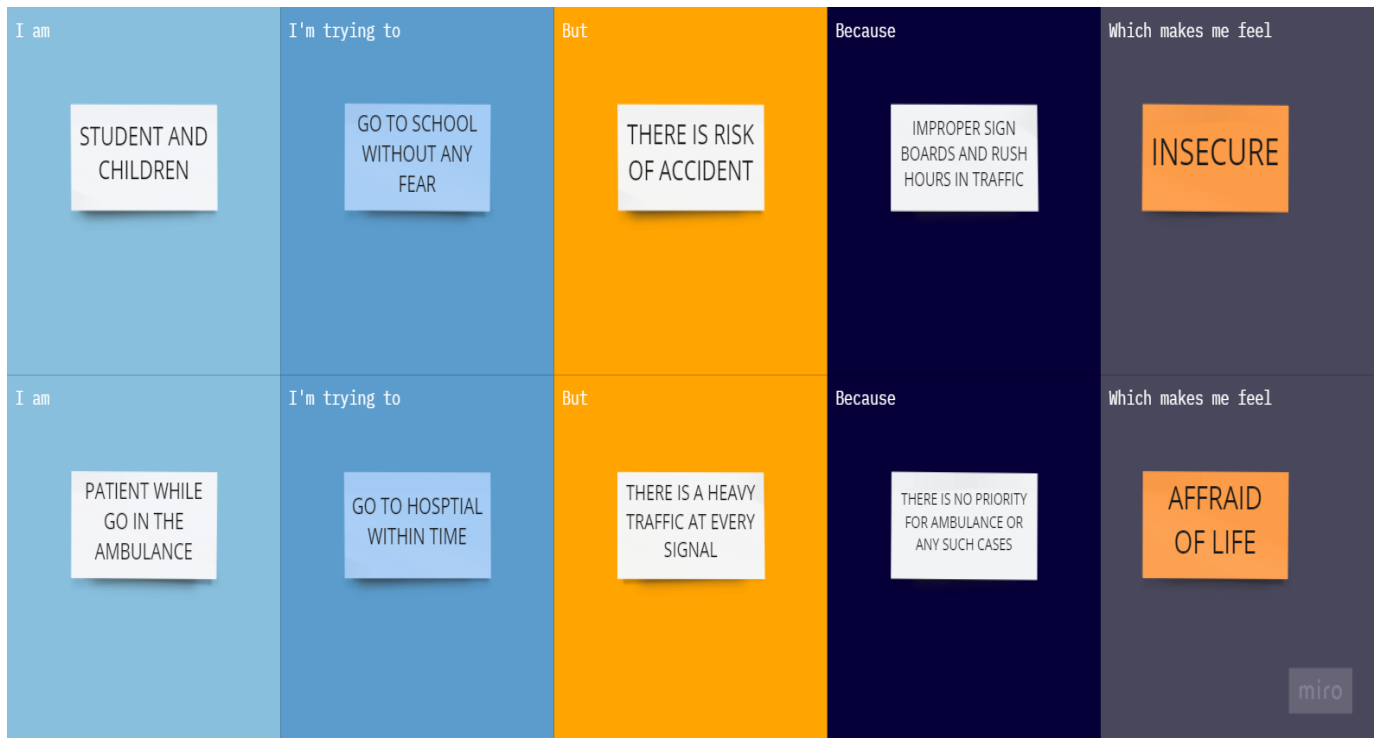 I am
I'm trying to
But
Because
Which makes me feel
STUDENT AND
CHILDREN
GO TO SCHOOL
WITHOUT ANY
FEAR
THERE IS RISK
OF ACCIDENT
IMPROPER SIGN
BOARDS AND RUSH
HOURS IN TRAFFIC
INSECURE
I am
I'm trying to
But
Because
Which makes me feel
PATIENT WHILE
GO IN THE
AMBULANCE
GO TO HOSPTIAL
WITHIN TIME
THERE IS A HEAVY
TRAFFIC AT EVERY
SIGNAL
THERE IS NO PRIORITY
FOR AMBULANCE OR
ANY SUCH CASES
AFFRAID
OF LIFE
miro